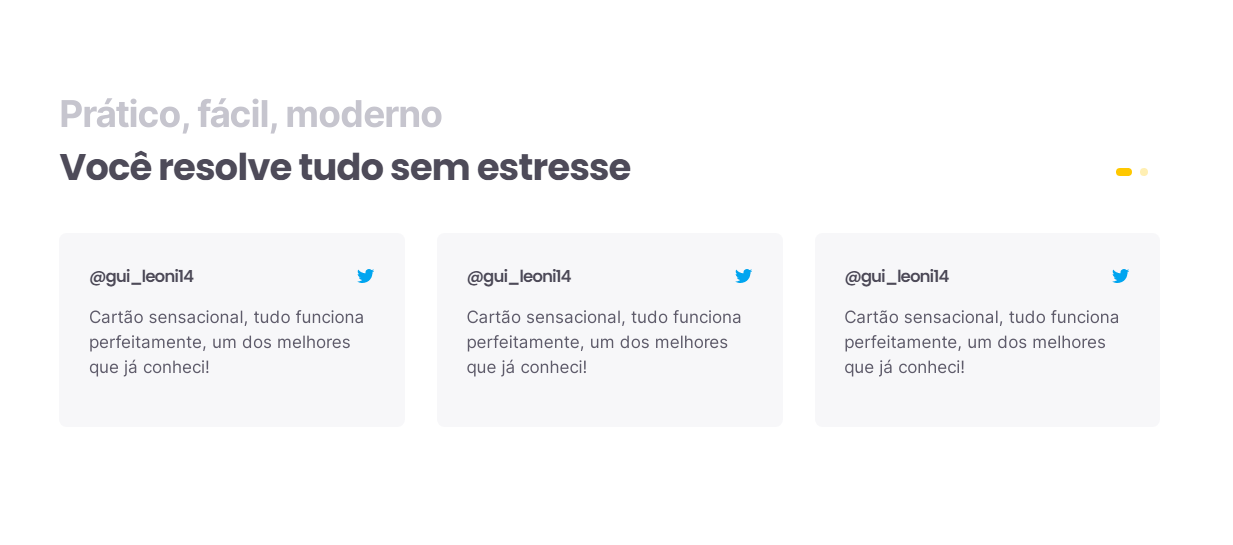 Prático, fácil, moderno
Você resolve tudo sem estresse
@gui_leoni14
Cartão sensacional, tudo funciona
perfeitamente, um dos melhores
que já conheci!
@gui_leoni14
Cartão sensacional, tudo funciona
perfeitamente, um dos melhores
que já conheci!
@gui_leoni14
Cartão sensacional, tudo funciona
perfeitamente, um dos melhores
que já conheci!